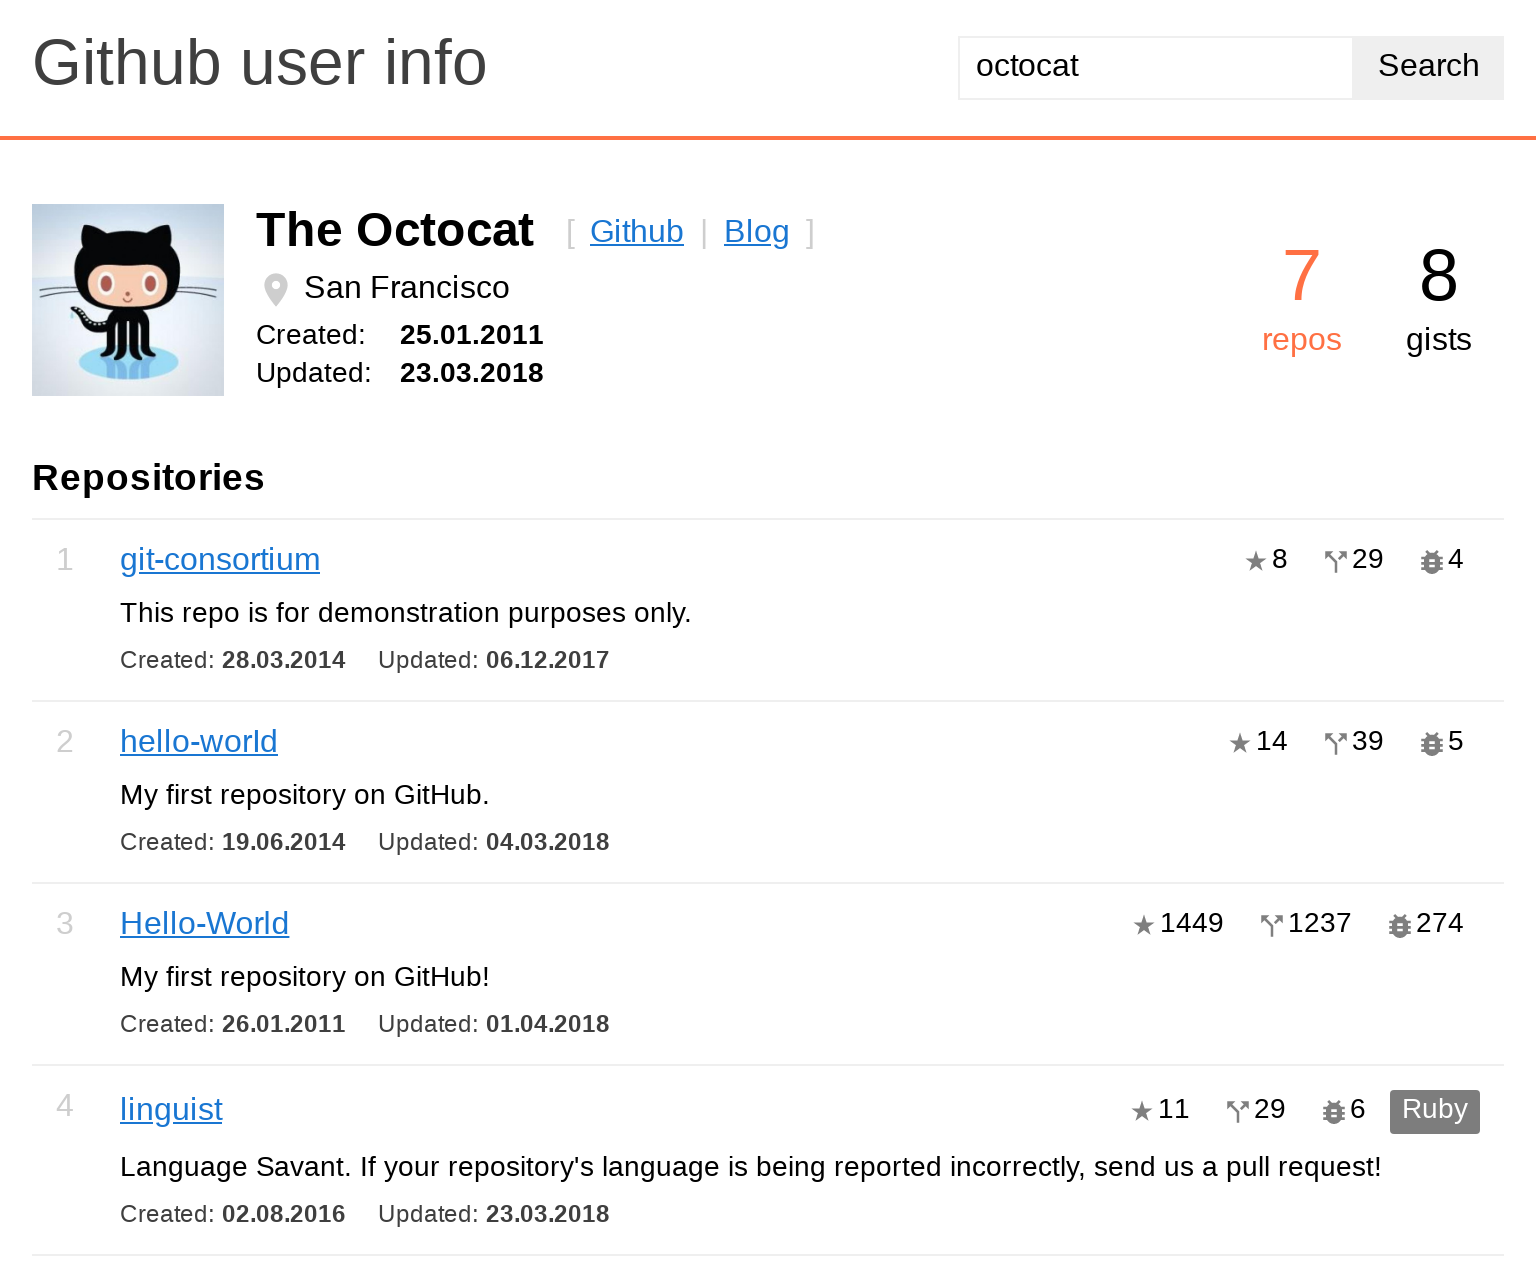 Github user info
octocat Search
The Octocat [ Github | Blog ]
San Francisco
Created: 25.01.2011
Updated: 23.03.2018
7 8
repos gists
Repositories
1 git-consortium 8 29 4
This repo is for demonstration purposes only.
Created: 28.03.2014 Updated: 06.12.2017
2 hello-world 14 39 5
My first repository on GitHub.
Created: 19.06.2014 Updated: 04.03.2018
3 Hello-World 1449 1237 274
My first repository on GitHub!
Created: 26.01.2011 Updated: 01.04.2018
4 linguist 11 29 6 Ruby
Language Savant. If your repository's language is being reported incorrectly, send us a pull request!
Created: 02.08.2016 Updated: 23.03.2018